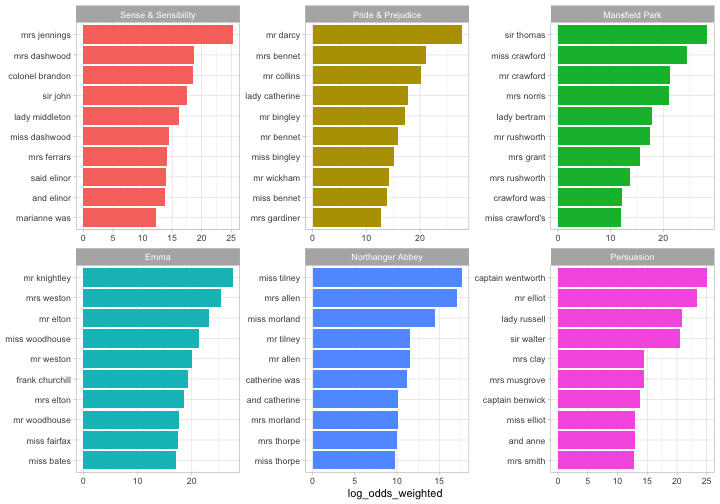 Sense & Sensibility
mrs jennings
mrs dashwood
colonel brandon
sir john
lady middleton
miss dashwood
mrs ferrars
said elinor
and elinor
marianne was
0 5 10 15 20 25
Pride & Prejudice
mr darcy
mrs bennet
mr collins
lady catherine
mr bingley
mr bennet
miss bingley
mr wickham
miss bennet
mrs gardiner
0 10 20
Mansfield Park
sir thomas
miss crawford
mr crawford
mrs norris
lady bertram
mr rushworth
mrs grant
mrs rushworth
crawford was
miss crawford's
0 10 20
Emma
mr knightley
mrs weston
mr elton
miss woodhouse
mr weston
frank churchill
mrs elton
mr woodhouse
miss fairfax
miss bates
0 10 20
Northanger Abbey
miss tilney
mrs allen
miss morland
mr tilney
mr allen
catherine was
and catherine
mrs morland
mrs thorpe
miss thorpe
0 5 10 15
Persuasion
captain wentworth
mr elliot
lady russell
sir walter
mrs clay
mrs musgrove
captain benwick
miss elliot
and anne
mrs smith
0 5 10 15 20 25
log_odds_weighted